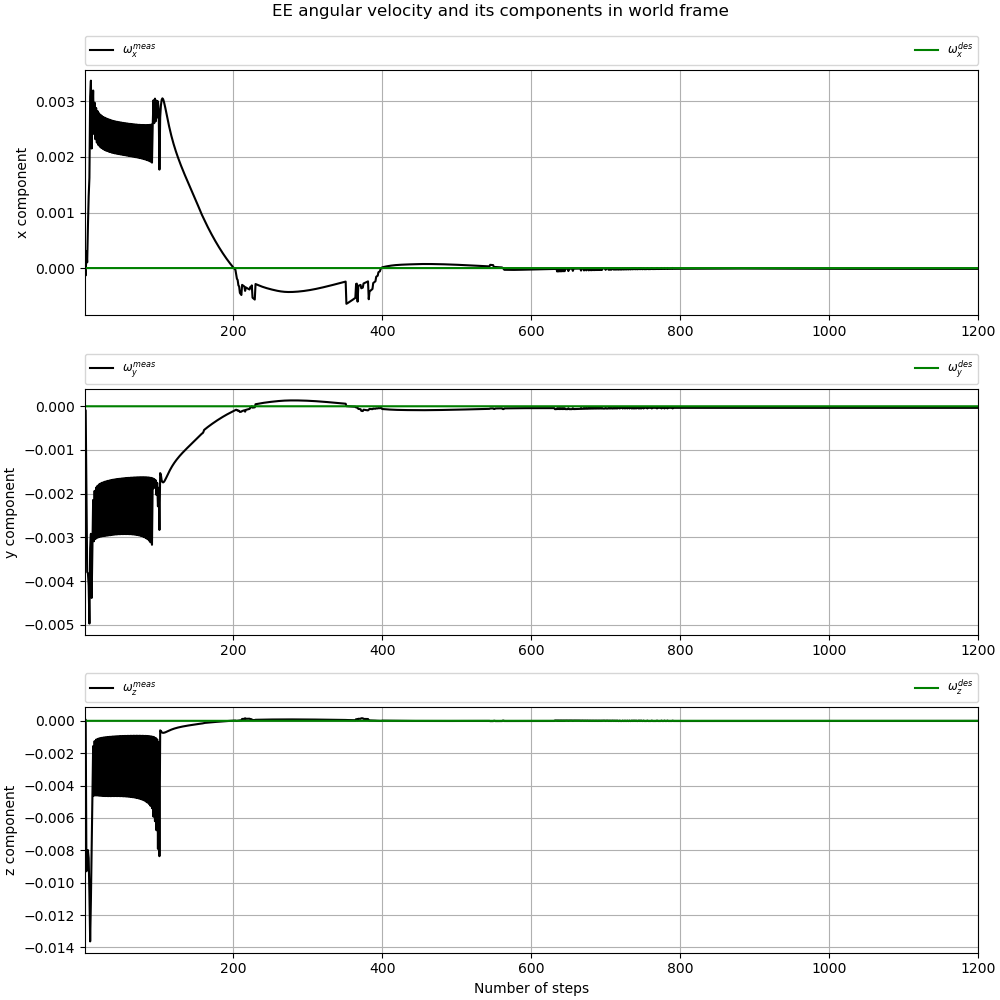 EE angular velocity and its components in world frame
ω_x^meas ω_x^des
0.003
0.002
0.001
0.000
x component
200 400 600 800 1000 1200
ω_y^meas ω_y^des
0.000
−0.001
−0.002
−0.003
−0.004
−0.005
y component
200 400 600 800 1000 1200
ω_z^meas ω_z^des
0.000
−0.002
−0.004
−0.006
−0.008
−0.010
−0.012
−0.014
z component
200 400 600 800 1000 1200
Number of steps